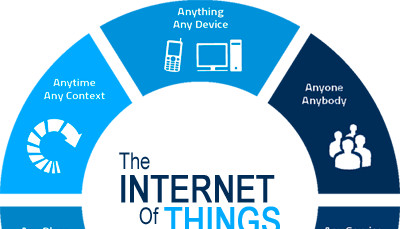 Anything
Any Device
Anytime
Any Context
Anyone
Anybody
The
INTERNET
Of THINGS